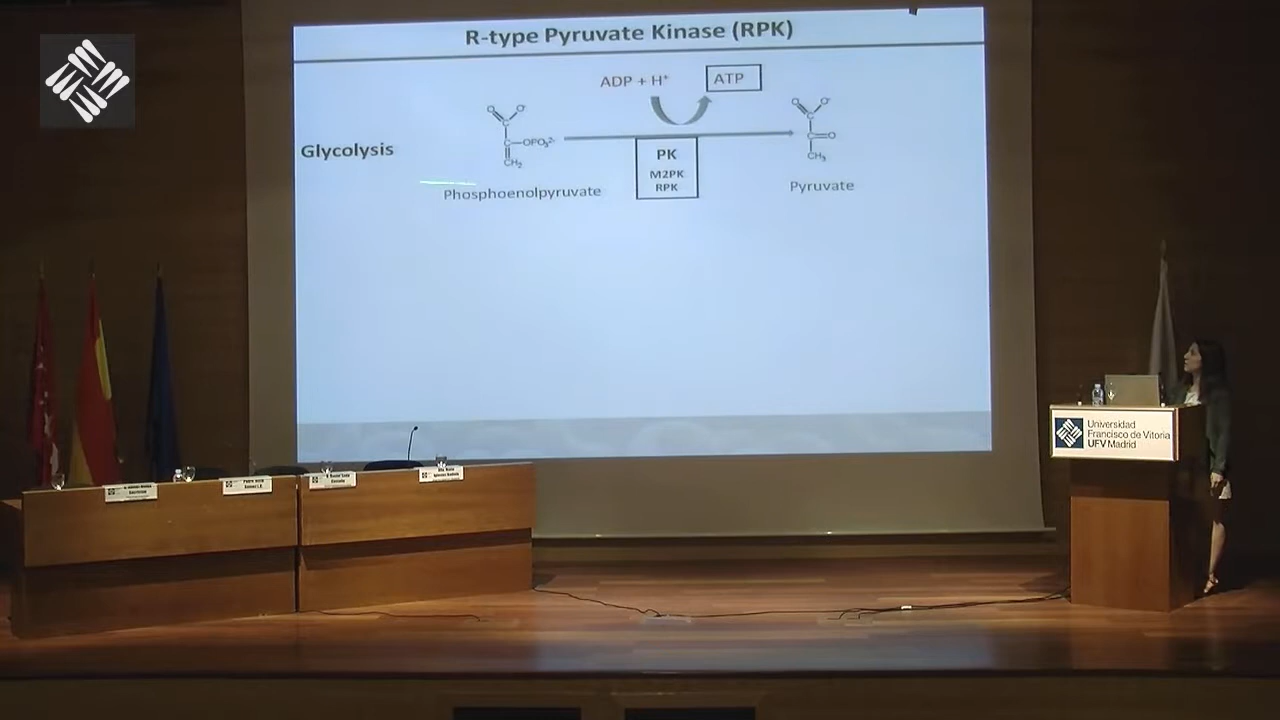 R-type Pyruvate Kinase (RPK)
ADP + H⁺
ATP
Glycolysis
O
O⁻
C
C
OPO₃²⁻
CH₂
Phosphoenolpyruvate
PK
M2PK
RPK
O
O⁻
C
C
O
CH₃
Pyruvate
Universidad
Francisco de Vitoria
UFV Madrid